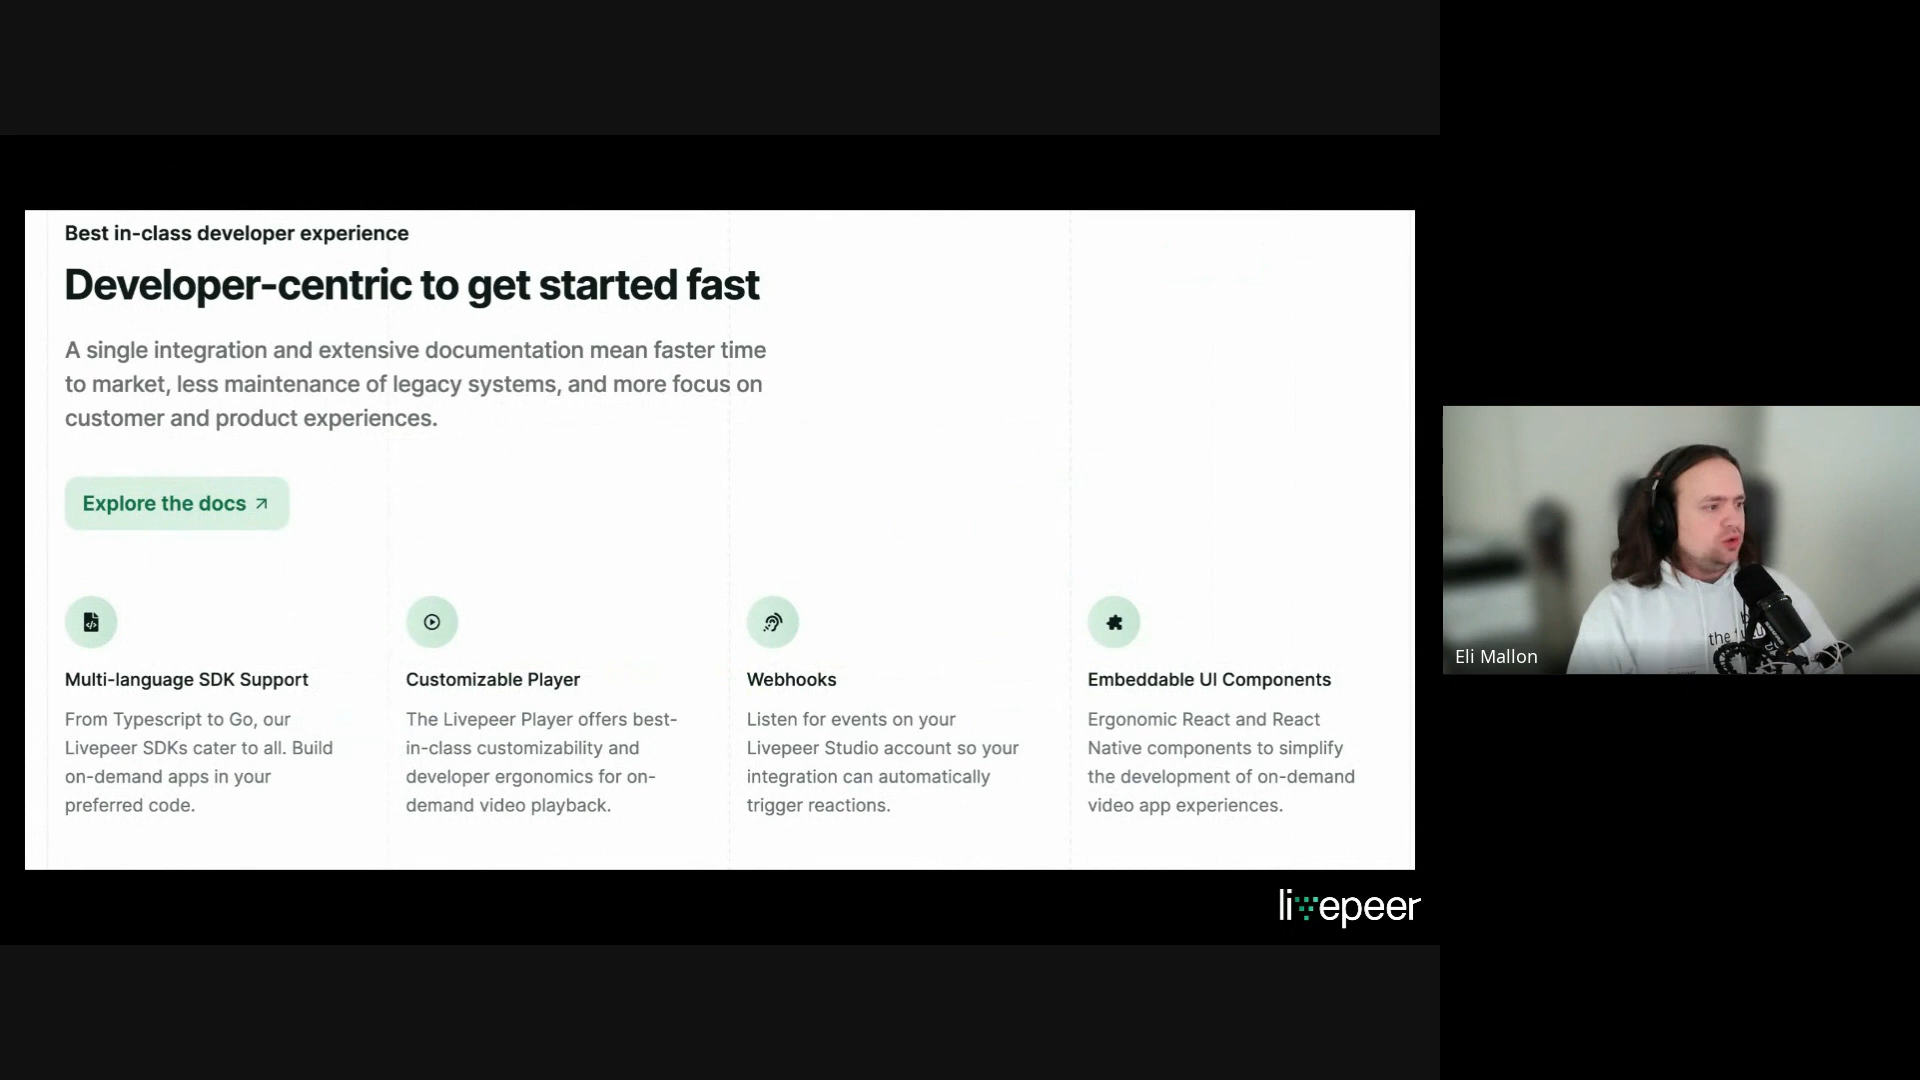 Best in-class developer experience
Developer-centric to get started fast
A single integration and extensive documentation mean faster time
to market, less maintenance of legacy systems, and more focus on
customer and product experiences.
Explore the docs
Multi-language SDK Support
From Typescript to Go, our
Livepeer SDKs cater to all. Build
on-demand apps in your
preferred code.
Customizable Player
The Livepeer Player offers best-
in-class customizability and
developer ergonomics for on-
demand video playback.
Webhooks
Listen for events on your
Livepeer Studio account so your
integration can automatically
trigger reactions.
Embeddable UI Components
Ergonomic React and React
Native components to simplify
the development of on-demand
video app experiences.
livepeer
Eli Mallon
the